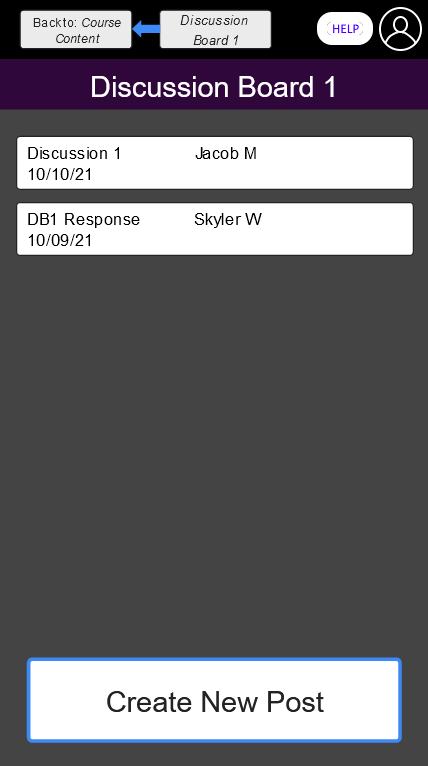 Backto: Course
Content
Discussion
Board 1
HELP
Discussion Board 1
Discussion 1 Jacob M
10/10/21
DB1 Response Skyler W
10/09/21
Create New Post